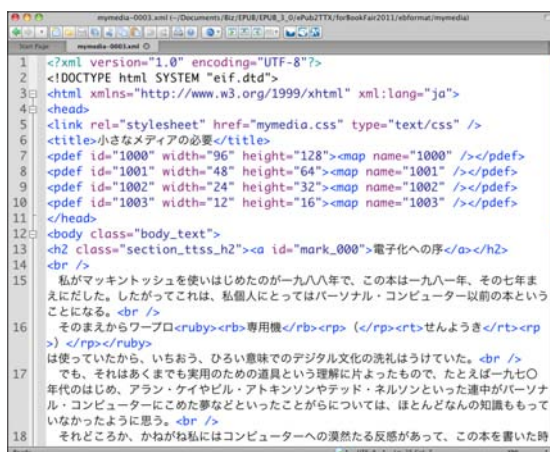 mymedia-0003.xml (~/Documents/Biz/EPUB/EPUB_3_0/ePub2TTX/forBookFair2011/ebformat/mymedia)
Start Page mymedia-0003.xml
1 <?xml version="1.0" encoding="UTF-8"?>
2 <!DOCTYPE html SYSTEM "eif.dtd">
3 <html xmlns="http://www.w3.org/1999/xhtml" xml:lang="ja">
4 <head>
5 <link rel="stylesheet" href="mymedia.css" type="text/css" />
6 <title>小さなメディアの必要</title>
7 <pdef id="1000" width="96" height="128"><map name="1000" /></pdef>
8 <pdef id="1001" width="48" height="64"><map name="1001" /></pdef>
9 <pdef id="1002" width="24" height="32"><map name="1002" /></pdef>
10 <pdef id="1003" width="12" height="16"><map name="1003" /></pdef>
11 </head>
12 <body class="body_text">
13 <h2 class="section_ttss_h2"><a id="mark_000">電子化への序</a></h2>
14 <br />
15 　私がマッキントッシュを使いはじめたのが一九八八年で、この本は一九八一年、その七年ま
えにだした。したがってこれは、私個人にとってはパーソナル・コンピューター以前の本という
ことになる。<br />
16 　そのまえからワープロ<ruby><rb>専用機</rb><rp>（</rp><rt>せんようき</rt><rp
>）</rp></ruby>
は使っていたから、いちおう、ひろい意味でのデジタル文化の洗礼はうけていた。<br />
17 　でも、それはあくまでも実用のための道具という理解に片よったもので、たとえば一九七〇
年代のはじめ、アラン・ケイやビル・アトキンソンやテッド・ネルソンといった連中がパーソナ
ル・コンピューターにこめた夢などといったことがらについては、ほとんどなんの知識ももって
いなかったように思う。<br />
18 　それどころか、かねがね私にはコンピューターへの漠然たる反感があって、この本を書いた時